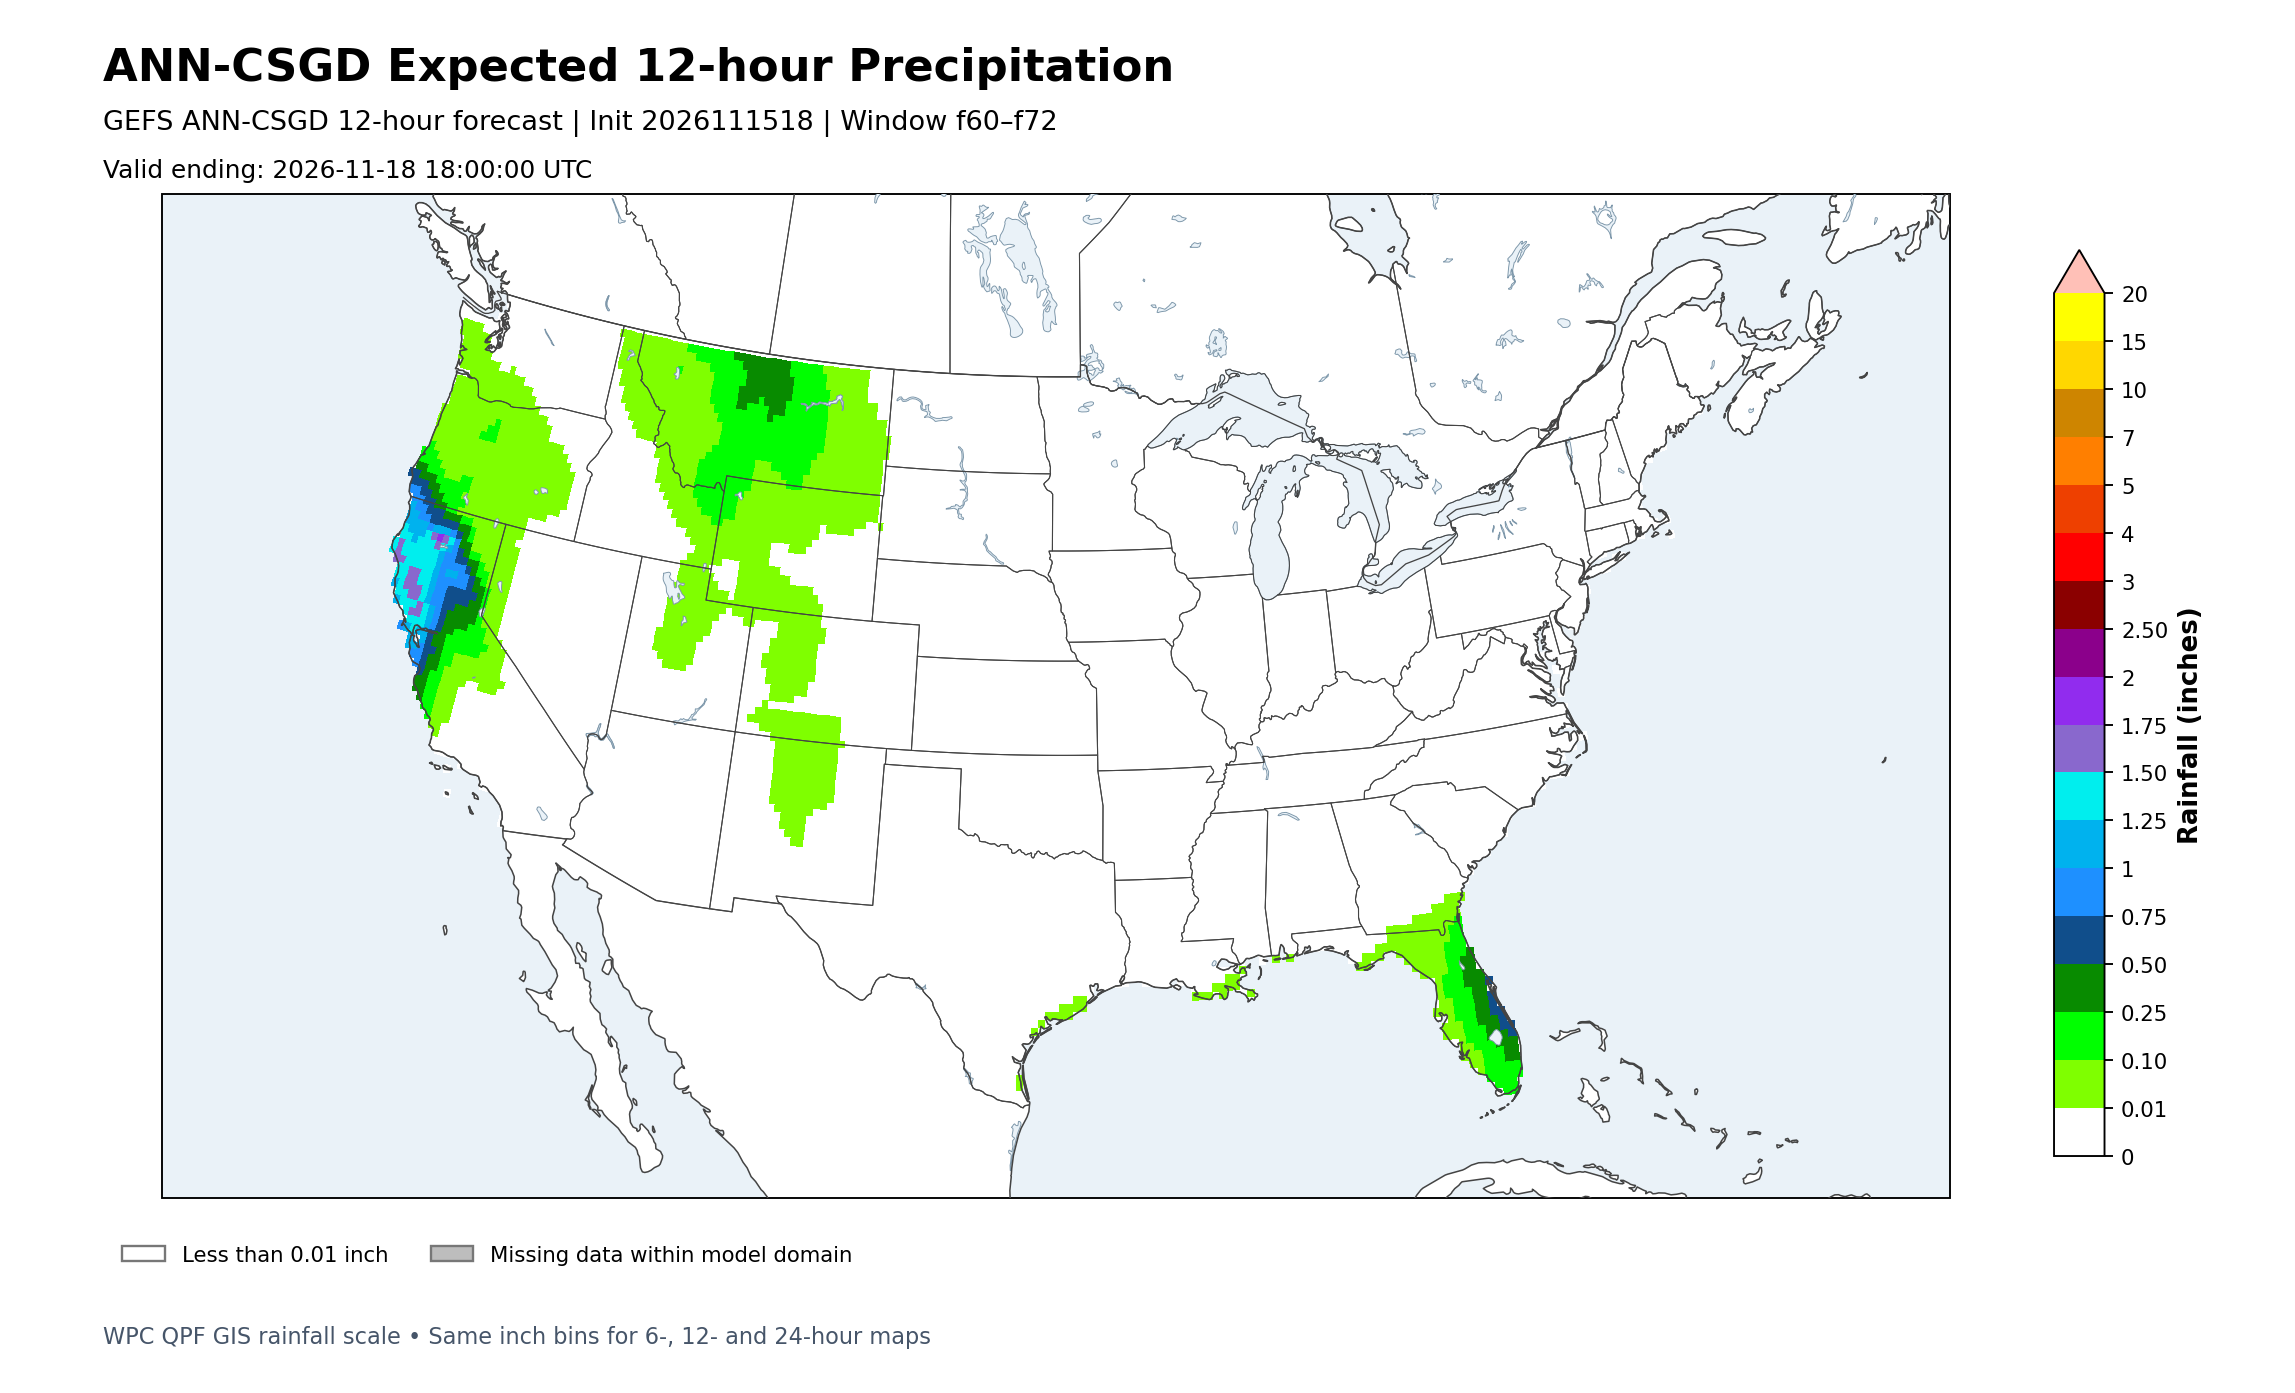 ANN-CSGD Expected 12-hour Precipitation
GEFS ANN-CSGD 12-hour forecast | Init 2026111518 | Window f60–f72
Valid ending: 2026-11-18 18:00:00 UTC
20
15
10
7
5
4
3
2.50
2
1.75
1.50
1.25
1
0.75
0.50
0.25
0.10
0.01
0
Rainfall (inches)
Less than 0.01 inch
Missing data within model domain
WPC QPF GIS rainfall scale • Same inch bins for 6-, 12- and 24-hour maps